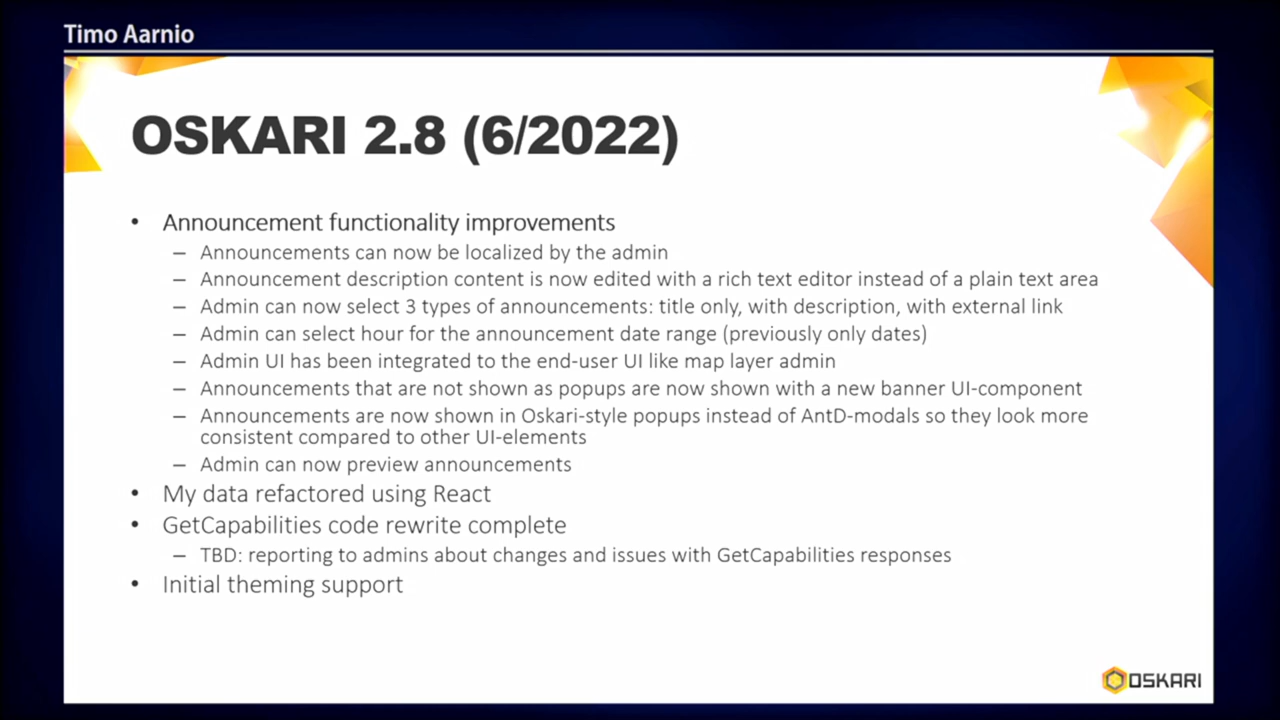 Timo Aarnio
OSKARI 2.8 (6/2022)
• Announcement functionality improvements
– Announcements can now be localized by the admin
– Announcement description content is now edited with a rich text editor instead of a plain text area
– Admin can now select 3 types of announcements: title only, with description, with external link
– Admin can select hour for the announcement date range (previously only dates)
– Admin UI has been integrated to the end-user UI like map layer admin
– Announcements that are not shown as popups are now shown with a new banner UI-component
– Announcements are now shown in Oskari-style popups instead of AntD-modals so they look more
consistent compared to other UI-elements
– Admin can now preview announcements
• My data refactored using React
• GetCapabilities code rewrite complete
– TBD: reporting to admins about changes and issues with GetCapabilities responses
• Initial theming support
OSKARI